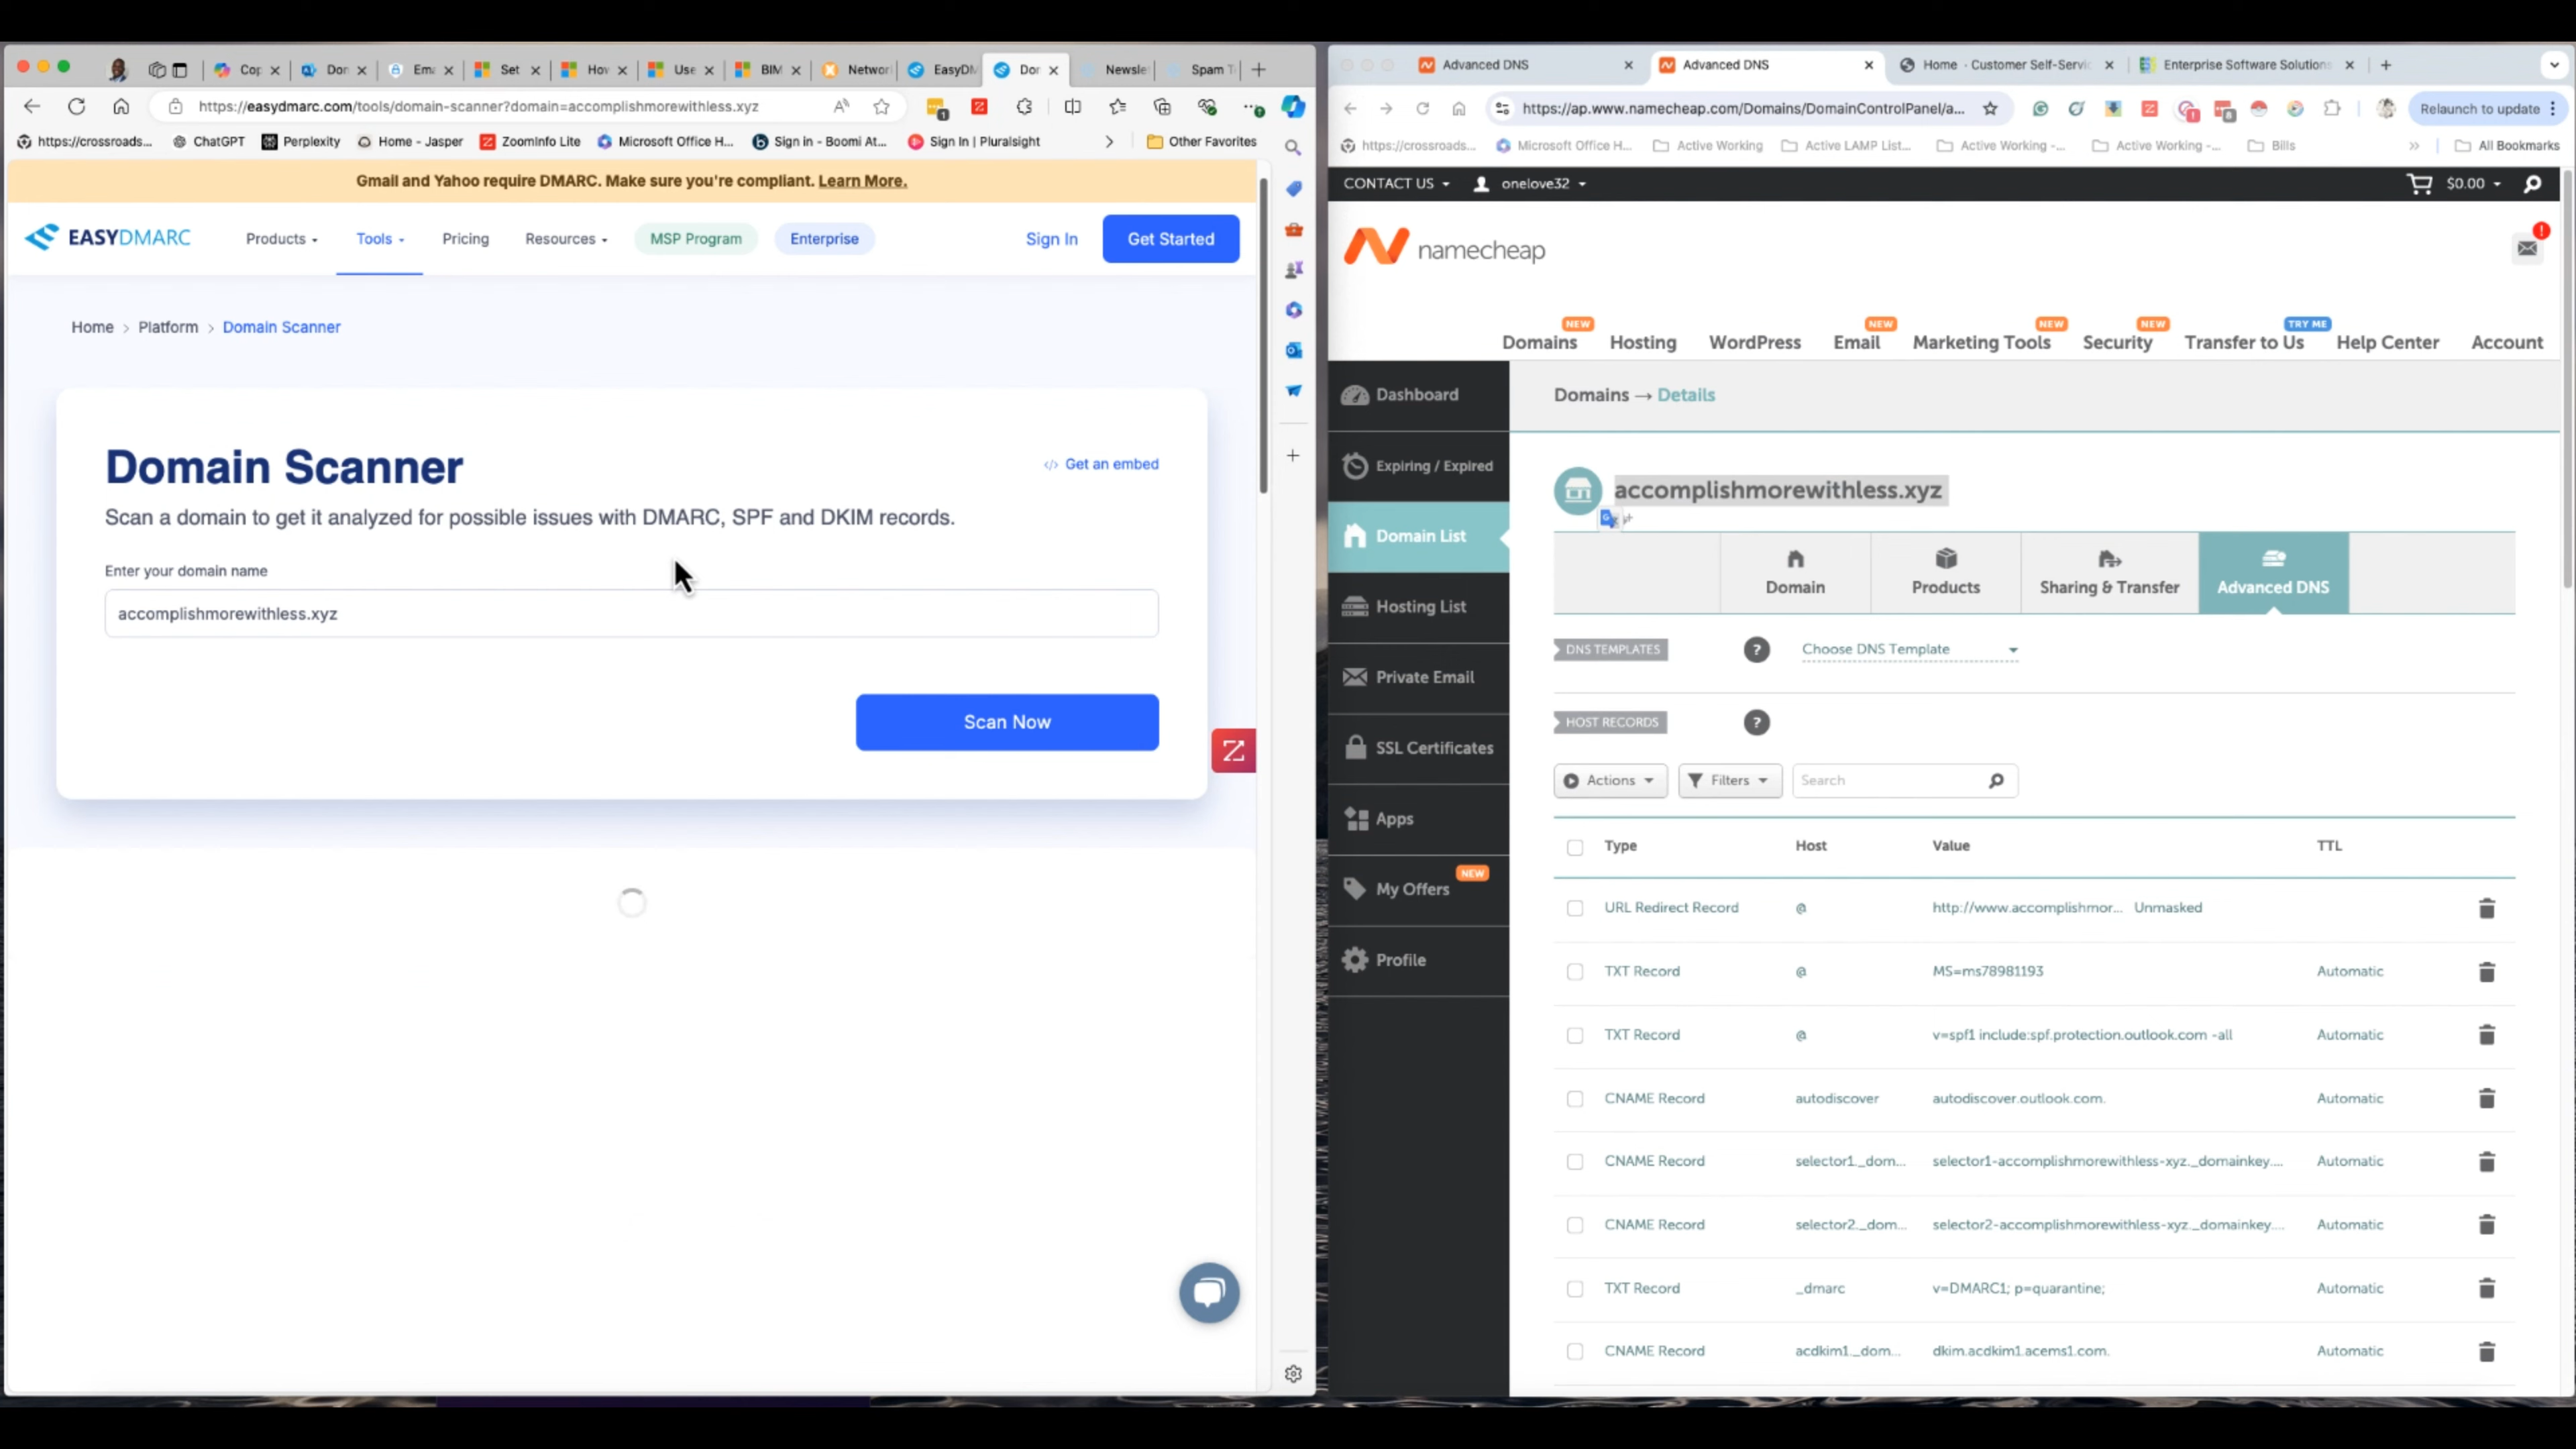 Cop
Don
Ema
Set
How
Use
BIM
Networ
EasyDM
Dor
Newslet
Spam T
https://easydmarc.com/tools/domain-scanner?domain=accomplishmorewithless.xyz
https://crossroads...
ChatGPT
Perplexity
Home - Jasper
ZoomInfo Lite
Microsoft Office H...
Sign in - Boomi At...
Sign In | Pluralsight
Other Favorites
Gmail and Yahoo require DMARC. Make sure you're compliant. Learn More.
EASYDMARC
Products
Tools
Pricing
Resources
MSP Program
Enterprise
Sign In
Get Started
Home > Platform > Domain Scanner
Domain Scanner
</> Get an embed
Scan a domain to get it analyzed for possible issues with DMARC, SPF and DKIM records.
Enter your domain name
accomplishmorewithless.xyz
Scan Now
Advanced DNS
Advanced DNS
Home - Customer Self-Servic
Enterprise Software Solutions
https://ap.www.namecheap.com/Domains/DomainControlPanel/a...
Relaunch to update
https://crossroads...
Microsoft Office H...
Active Working
Active LAMP List...
Active Working -...
Active Working -...
Bills
All Bookmarks
CONTACT US
onelove32
$0.00
namecheap
NEW
NEW
NEW
NEW
TRY ME
Domains
Hosting
WordPress
Email
Marketing Tools
Security
Transfer to Us
Help Center
Account
Dashboard
Expiring / Expired
Domain List
Hosting List
Private Email
SSL Certificates
Apps
My Offers NEW
Profile
Domains → Details
accomplishmorewithless.xyz
Domain
Products
Sharing & Transfer
Advanced DNS
DNS TEMPLATES
?
Choose DNS Template
HOST RECORDS
?
Actions
Filters
Search
Type Host Value TTL
URL Redirect Record @ http://www.accomplishmor... Unmasked
TXT Record @ MS=ms78981193 Automatic
TXT Record @ v=spf1 include:spf.protection.outlook.com -all Automatic
CNAME Record autodiscover autodiscover.outlook.com. Automatic
CNAME Record selector1._dom... selector1-accomplishmorewithless-xyz._domainkey.... Automatic
CNAME Record selector2._dom... selector2-accomplishmorewithless-xyz._domainkey.... Automatic
TXT Record _dmarc v=DMARC1; p=quarantine; Automatic
CNAME Record acdkim1._dom... dkim.acdkim1.acems1.com. Automatic